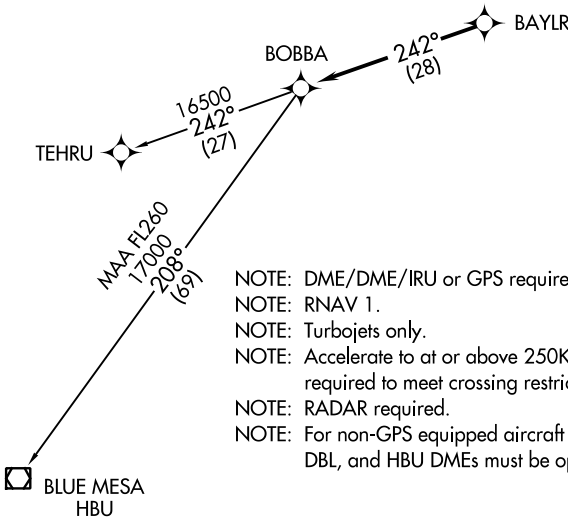 BAYLR
242°
(28)
BOBBA
16500
242°
(27)
TEHRU
MAA FL260
17000
208°
(69)
NOTE: DME/DME/IRU or GPS require
NOTE: RNAV 1.
NOTE: Turbojets only.
NOTE: Accelerate to at or above 250K
required to meet crossing restric
NOTE: RADAR required.
NOTE: For non-GPS equipped aircraft
DBL, and HBU DMEs must be op
BLUE MESA
HBU